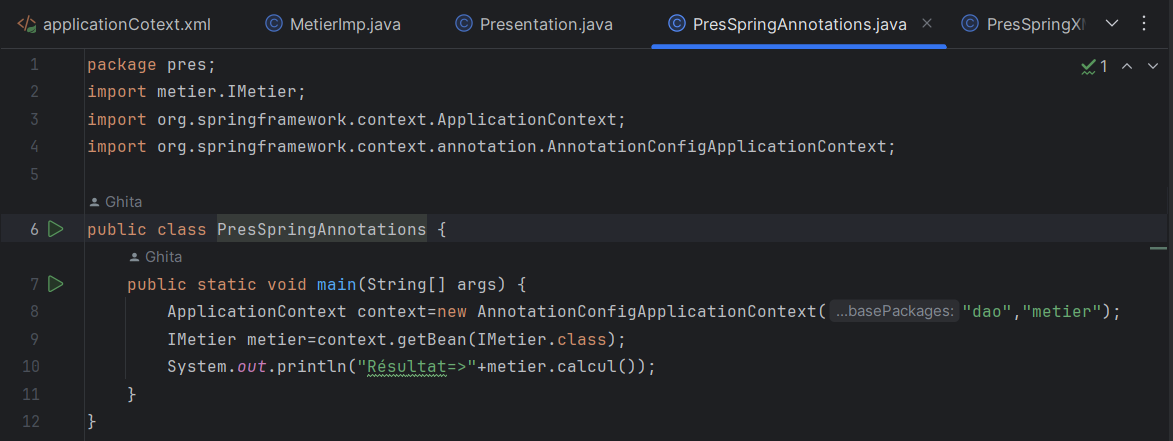 applicationCotext.xml MetierImp.java Presentation.java PresSpringAnnotations.java PresSpringX
1 package pres; 1
2 import metier.IMetier;
3 import org.springframework.context.ApplicationContext;
4 import org.springframework.context.annotation.AnnotationConfigApplicationContext;
5
Ghita
6 public class PresSpringAnnotations {
Ghita
7 public static void main(String[] args) {
8 ApplicationContext context=new AnnotationConfigApplicationContext( ...basePackages: "dao","metier");
9 IMetier metier=context.getBean(IMetier.class);
10 System.out.println("Résultat=>"+metier.calcul());
11 }
12 }